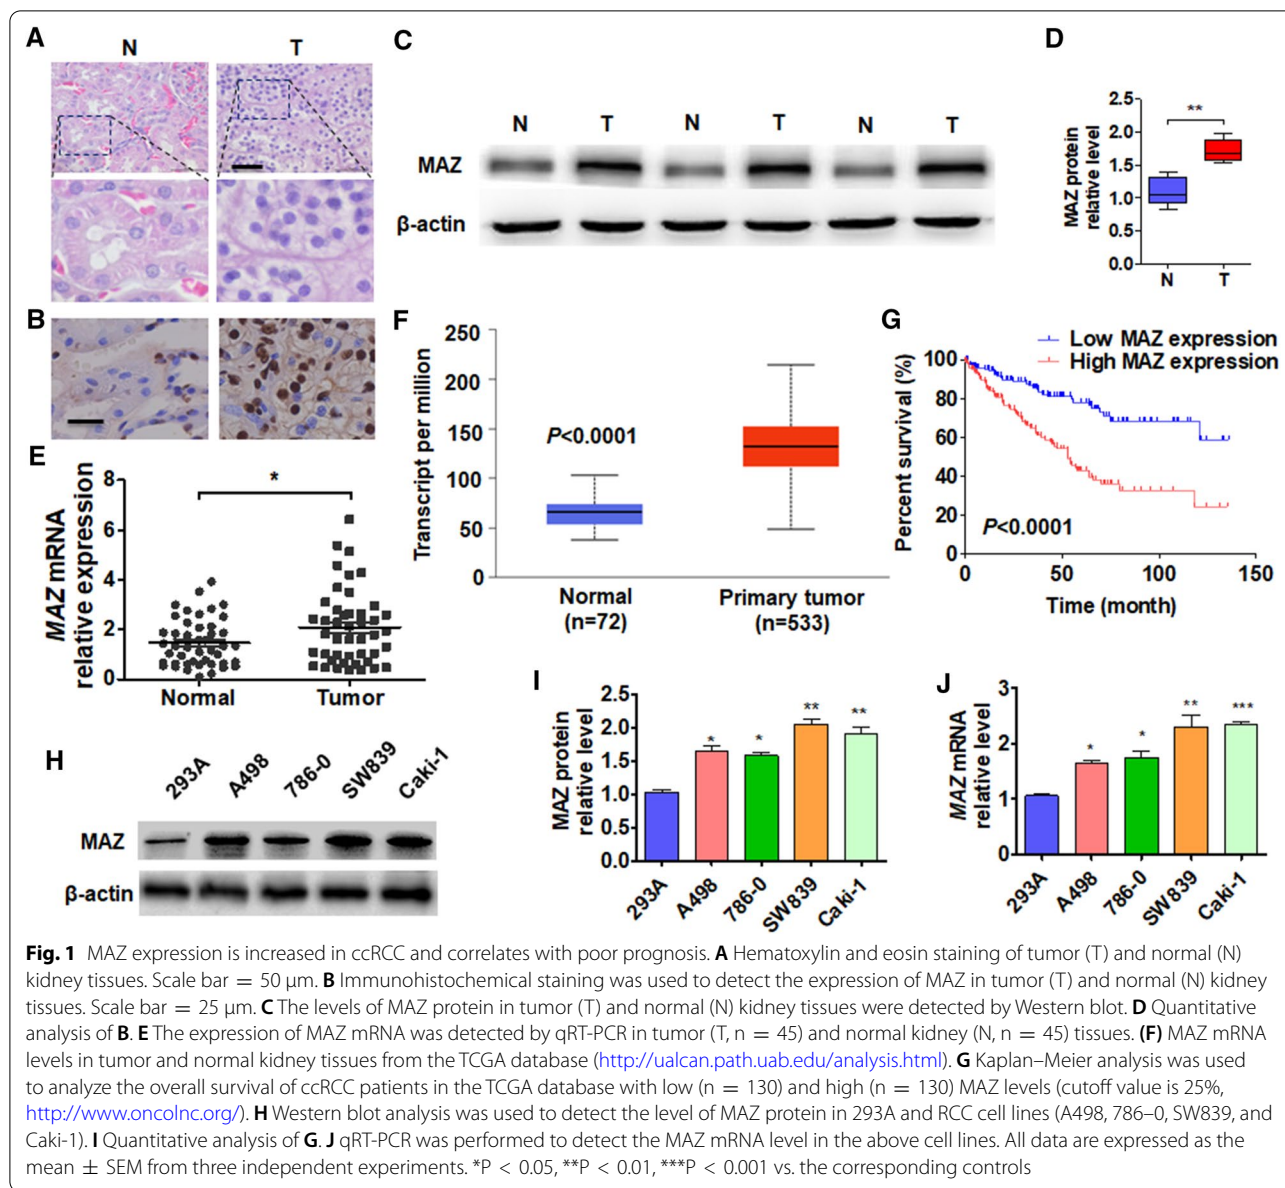 A
N
T
B
C
N
T
N
T
N
T
MAZ
β-actin
D
MAZ protein
relative level
2.5
2.0
1.5
1.0
0.5
0.0
**
N
T
E
MAZ mRNA
relative expression
8
6
4
2
0
*
Normal
Tumor
F
Transcript per million
250
200
150
100
50
0
P<0.0001
Normal
(n=72)
Primary tumor
(n=533)
G
Low MAZ expression
High MAZ expression
Percent survival (%)
100
80
60
40
20
0
P<0.0001
0
50
100
150
Time (month)
H
293A
A498
786-0
SW839
Caki-1
MAZ
β-actin
I
MAZ protein
relative level
2.5
2.0
1.5
1.0
0.5
0.0
*
*
**
**
293A
A498
786-0
SW839
Caki-1
J
MAZ mRNA
relative level
3
2
1
0
*
*
**
***
293A
A498
786-0
SW839
Caki-1
Fig. 1 MAZ expression is increased in ccRCC and correlates with poor prognosis. A Hematoxylin and eosin staining of tumor (T) and normal (N)
kidney tissues. Scale bar = 50 μm. B Immunohistochemical staining was used to detect the expression of MAZ in tumor (T) and normal (N) kidney
tissues. Scale bar = 25 μm. C The levels of MAZ protein in tumor (T) and normal (N) kidney tissues were detected by Western blot. D Quantitative
analysis of B. E The expression of MAZ mRNA was detected by qRT-PCR in tumor (T, n = 45) and normal kidney (N, n = 45) tissues. (F) MAZ mRNA
levels in tumor and normal kidney tissues from the TCGA database (http://ualcan.path.uab.edu/analysis.html). G Kaplan–Meier analysis was used
to analyze the overall survival of ccRCC patients in the TCGA database with low (n = 130) and high (n = 130) MAZ levels (cutoff value is 25%,
http://www.oncolnc.org/). H Western blot analysis was used to detect the level of MAZ protein in 293A and RCC cell lines (A498, 786–0, SW839, and
Caki-1). I Quantitative analysis of G. J qRT-PCR was performed to detect the MAZ mRNA level in the above cell lines. All data are expressed as the
mean ± SEM from three independent experiments. *P < 0.05, **P < 0.01, ***P < 0.001 vs. the corresponding controls